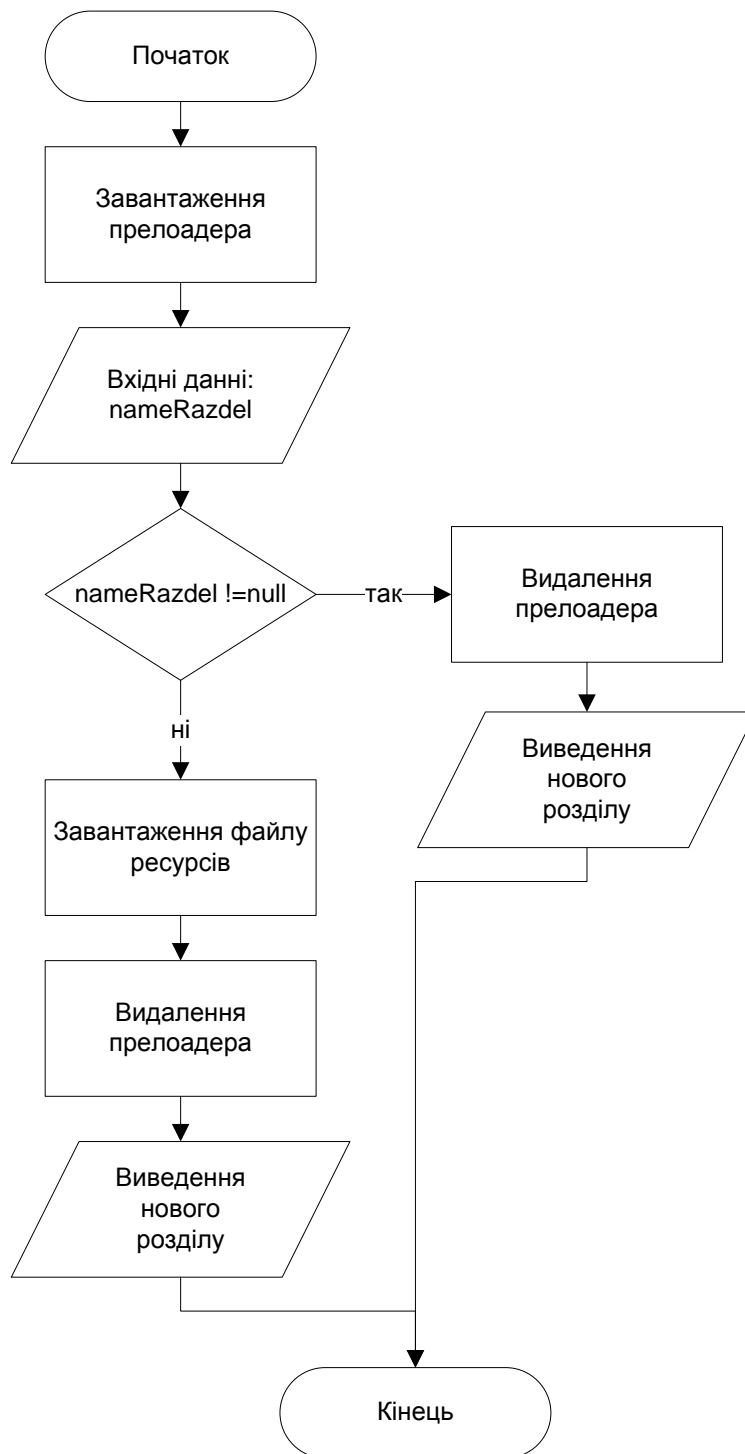 Початок
Завантаження
прелоадера
Вхідні данні:
nameRazdel
nameRazdel !=null
так
Видалення
прелоадера
Виведення
нового
розділу
ні
Завантаження файлу
ресурсів
Видалення
прелоадера
Виведення
нового
розділу
Кінець